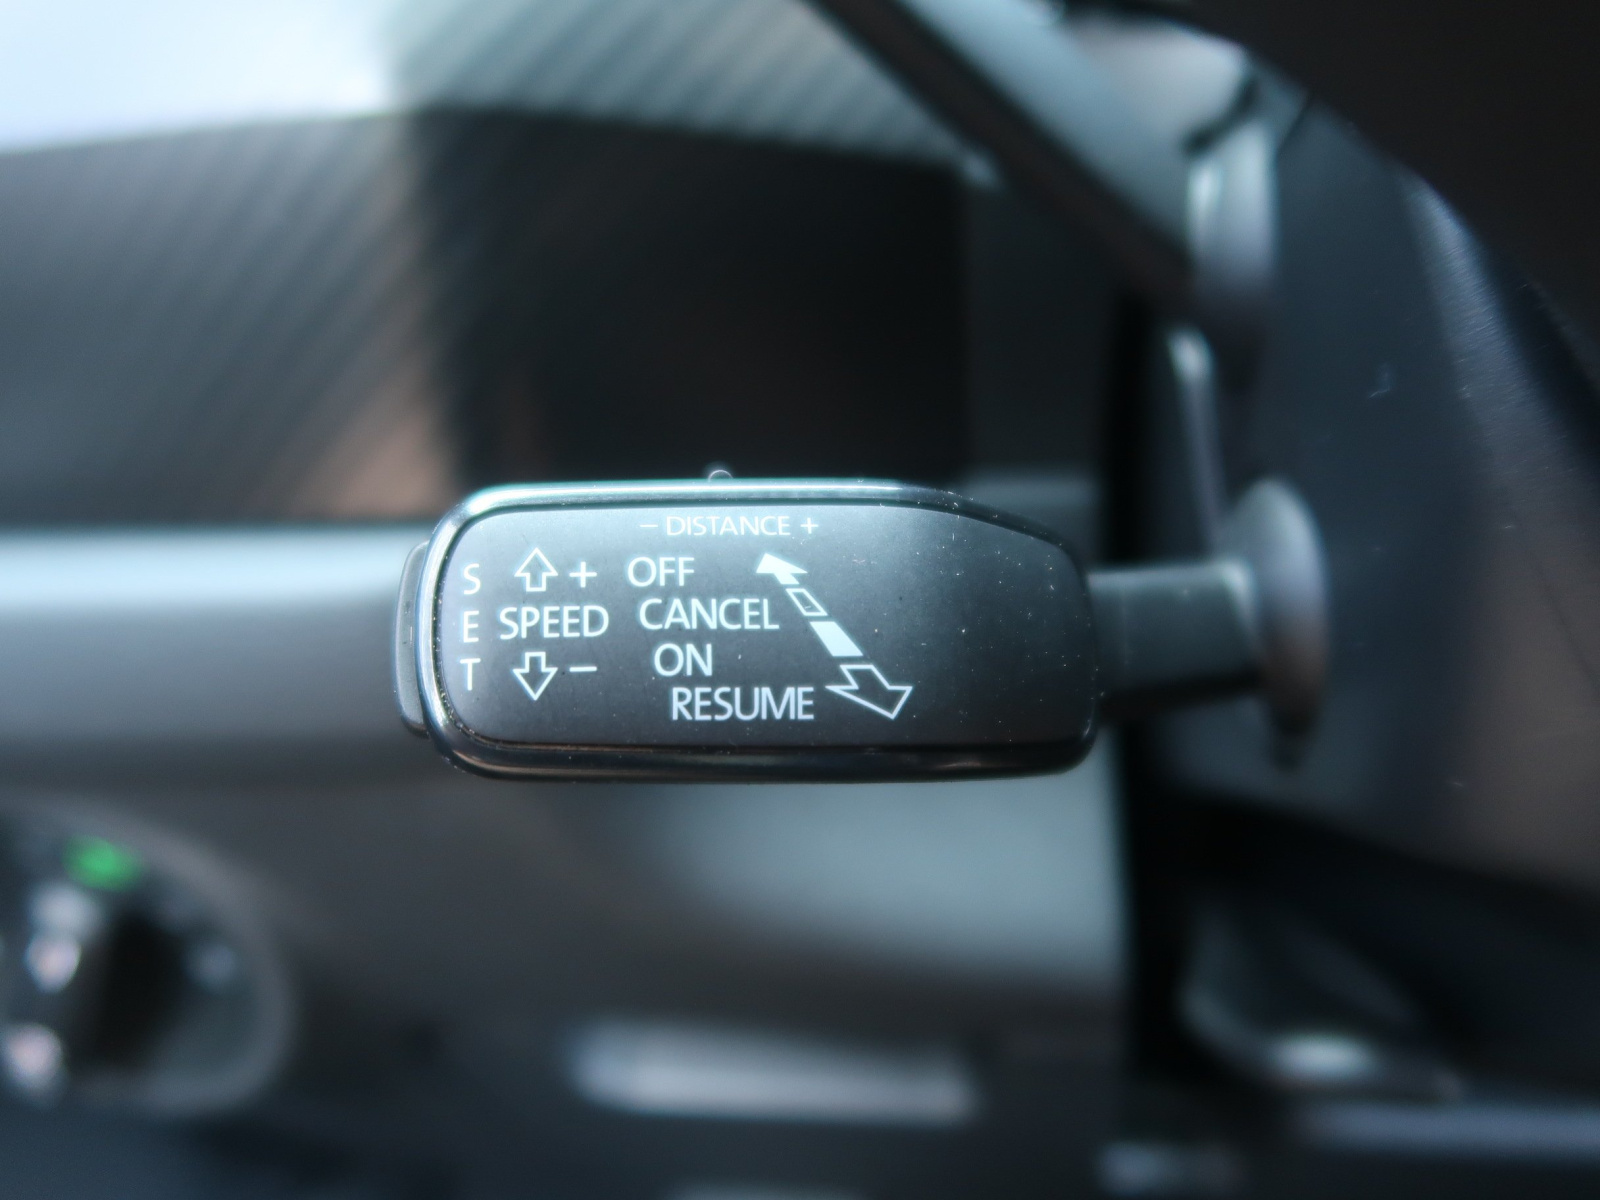 − DISTANCE +
S
E
T
+
SPEED
−
OFF
CANCEL
ON
RESUME